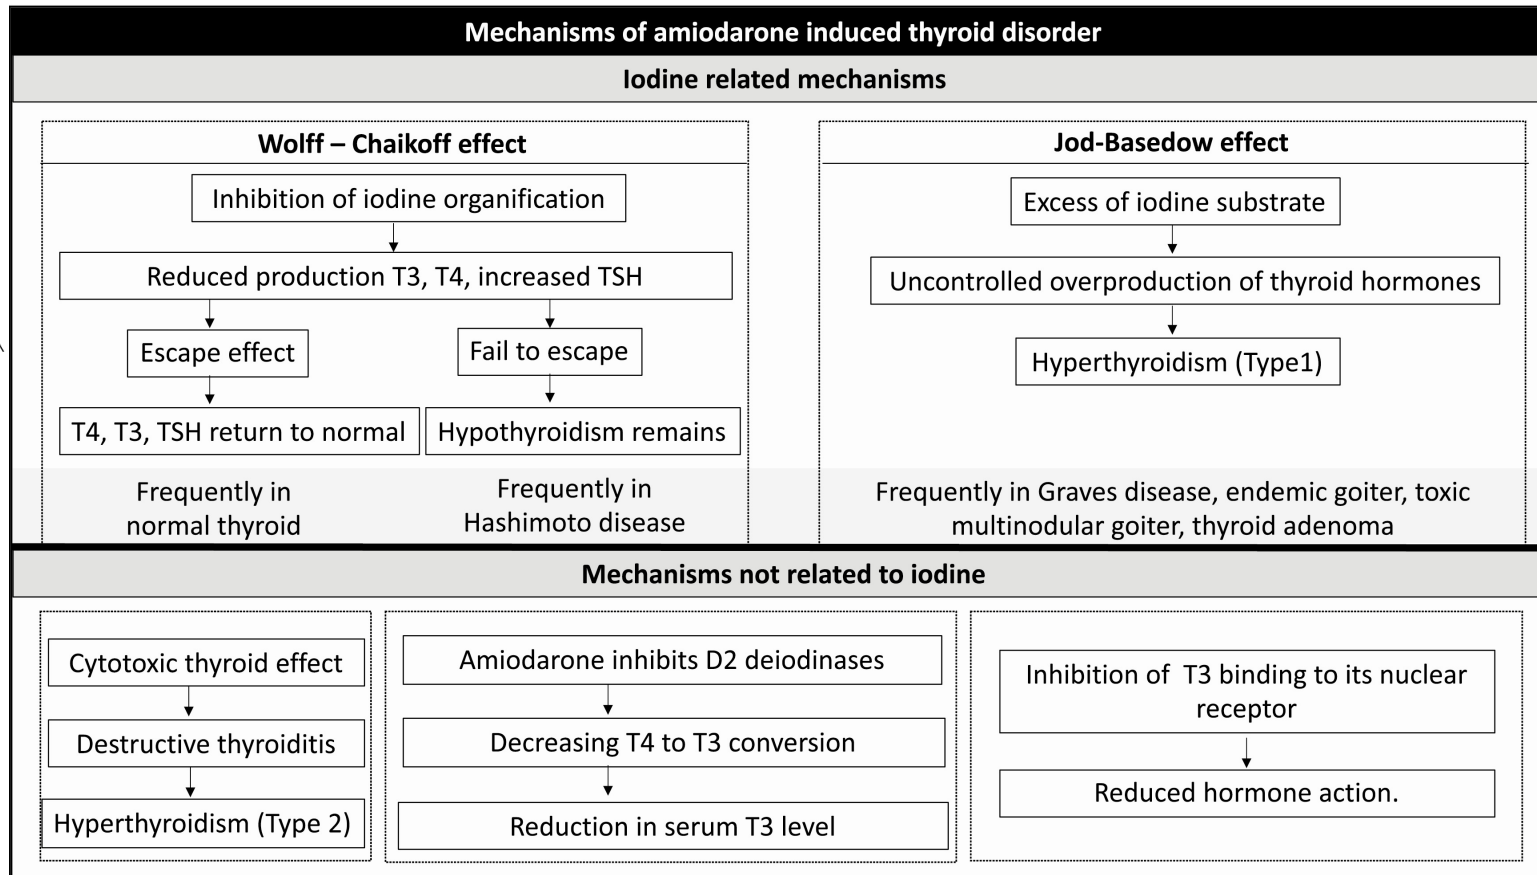 Mechanisms of amiodarone induced thyroid disorder
Iodine related mechanisms
Wolff – Chaikoff effect
Inhibition of iodine organification
Reduced production T3, T4, increased TSH
Escape effect
Fail to escape
T4, T3, TSH return to normal
Hypothyroidism remains
Frequently in
normal thyroid
Frequently in
Hashimoto disease
Jod-Basedow effect
Excess of iodine substrate
Uncontrolled overproduction of thyroid hormones
Hyperthyroidism (Type1)
Frequently in Graves disease, endemic goiter, toxic
multinodular goiter, thyroid adenoma
Mechanisms not related to iodine
Cytotoxic thyroid effect
Destructive thyroiditis
Hyperthyroidism (Type 2)
Amiodarone inhibits D2 deiodinases
Decreasing T4 to T3 conversion
Reduction in serum T3 level
Inhibition of  T3 binding to its nuclear
receptor
Reduced hormone action.